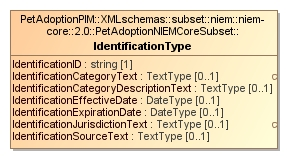 PetAdoptionPIM::XMLschemas::subset::niem::niem-
core::2.0::PetAdoptionNIEMCoreSubset::
IdentificationType
IdentificationID : string [1]
IdentificationCategoryText : TextType [0..1]
IdentificationCategoryDescriptionText : TextType [0..1]
IdentificationEffectiveDate : DateType [0..1]
IdentificationExpirationDate : DateType [0..1]
IdentificationJurisdictionText : TextType [0..1]
IdentificationSourceText : TextType [0..1]